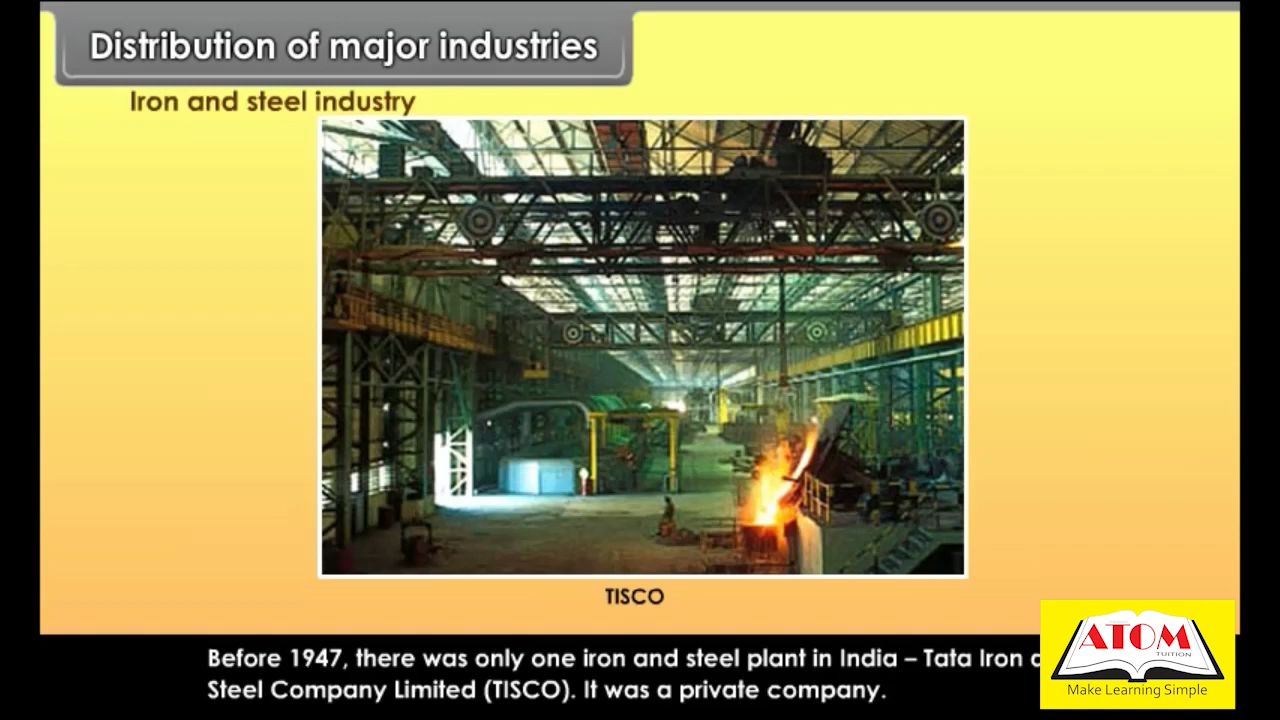 Distribution of major industries
Iron and steel industry
TISCO
Before 1947, there was only one iron and steel plant in India – Tata Iron
Steel Company Limited (TISCO). It was a private company.
ATOM
TUITION
Make Learning Simple